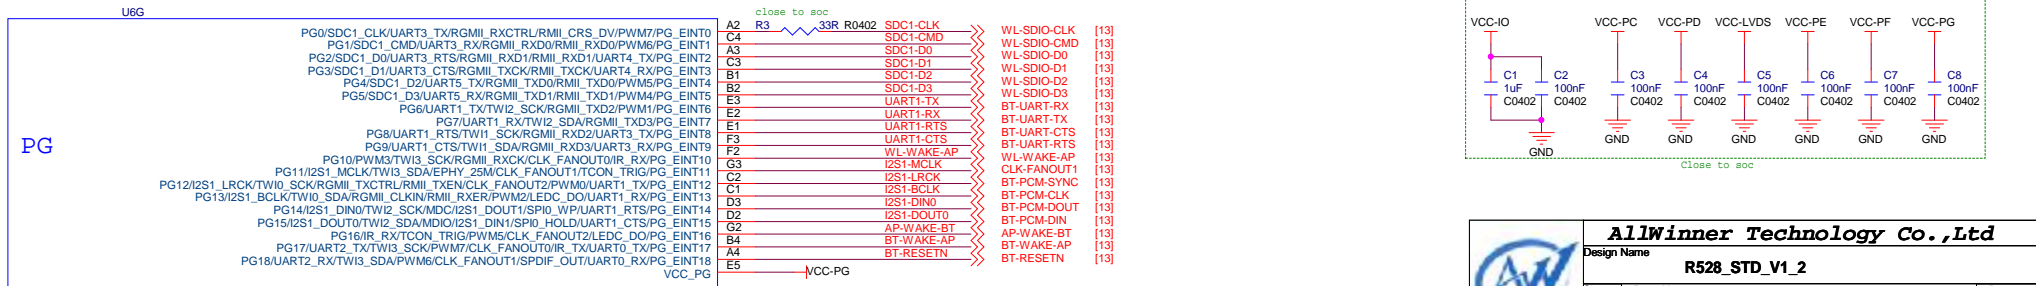 U6G
close to soc
PG
PG0/SDC1_CLK/UART3_TX/RGMII_RXCTRL/RMII_CRS_DV/PWM7/PG_EINT0 A2 R3 33R R0402 SDC1-CLK WL-SDIO-CLK [13]
PG1/SDC1_CMD/UART3_RX/RGMII_RXD0/RMII_RXD0/PWM6/PG_EINT1 C4 SDC1-CMD WL-SDIO-CMD [13]
PG2/SDC1_D0/UART3_RTS/RGMII_RXD1/RMII_RXD1/UART4_TX/PG_EINT2 A3 SDC1-D0 WL-SDIO-D0 [13]
PG3/SDC1_D1/UART3_CTS/RGMII_TXCK/RMII_TXCK/UART4_RX/PG_EINT3 C3 SDC1-D1 WL-SDIO-D1 [13]
PG4/SDC1_D2/UART5_TX/RGMII_TXD0/RMII_TXD0/PWM5/PG_EINT4 B1 SDC1-D2 WL-SDIO-D2 [13]
PG5/SDC1_D3/UART5_RX/RGMII_TXD1/RMII_TXD1/PWM4/PG_EINT5 B2 SDC1-D3 WL-SDIO-D3 [13]
PG6/UART1_TX/TWI2_SCK/RGMII_TXD2/PWM1/PG_EINT6 E3 UART1-TX BT-UART-RX [13]
PG7/UART1_RX/TWI2_SDA/RGMII_TXD3/PG_EINT7 E2 UART1-RX BT-UART-TX [13]
PG8/UART1_RTS/TWI1_SCK/RGMII_RXD2/UART3_TX/PG_EINT8 E1 UART1-RTS BT-UART-CTS [13]
PG9/UART1_CTS/TWI1_SDA/RGMII_RXD3/UART3_RX/PG_EINT9 F3 UART1-CTS BT-UART-RTS [13]
PG10/PWM3/TWI3_SCK/RGMII_RXCK/CLK_FANOUT0/IR_RX/PG_EINT10 F2 WL-WAKE-AP WL-WAKE-AP [13]
PG11/I2S1_MCLK/TWI3_SDA/EPHY_25M/CLK_FANOUT1/TCON_TRIG/PG_EINT11 G3 I2S1-MCLK CLK-FANOUT1 [13]
PG12/I2S1_LRCK/TWI0_SCK/RGMII_TXCTRL/RMII_TXEN/CLK_FANOUT2/PWM0/UART1_TX/PG_EINT12 C2 I2S1-LRCK BT-PCM-SYNC [13]
PG13/I2S1_BCLK/TWI0_SDA/RGMII_CLKIN/RMII_RXER/PWM2/LEDC_DO/UART1_RX/PG_EINT13 C1 I2S1-BCLK BT-PCM-CLK [13]
PG14/I2S1_DIN0/TWI2_SCK/MDC/I2S1_DOUT1/SPI0_WP/UART1_RTS/PG_EINT14 D3 I2S1-DIN0 BT-PCM-DOUT [13]
PG15/I2S1_DOUT0/TWI2_SDA/MDIO/I2S1_DIN1/SPI0_HOLD/UART1_CTS/PG_EINT15 D2 I2S1-DOUT0 BT-PCM-DIN [13]
PG16/IR_RX/TCON_TRIG/PWM5/CLK_FANOUT2/LEDC_DO/PG_EINT16 G2 AP-WAKE-BT AP-WAKE-BT [13]
PG17/UART2_TX/TWI3_SCK/PWM7/CLK_FANOUT0/IR_TX/UART0_TX/PG_EINT17 B4 BT-WAKE-AP BT-WAKE-AP [13]
PG18/UART2_RX/TWI3_SDA/PWM6/CLK_FANOUT1/SPDIF_OUT/UART0_RX/PG_EINT18 A4 BT-RESETN BT-RESETN [13]
VCC_PG E5 VCC-PG
VCC-IO VCC-PC VCC-PD VCC-LVDS VCC-PE VCC-PF VCC-PG
C1 C2 C3 C4 C5 C6 C7 C8
1uF 100nF 100nF 100nF 100nF 100nF 100nF 100nF
C0402 C0402 C0402 C0402 C0402 C0402 C0402 C0402
GND GND GND GND GND GND GND
Close to soc
AllWinner Technology Co.,Ltd
Design Name
R528_STD_V1_2